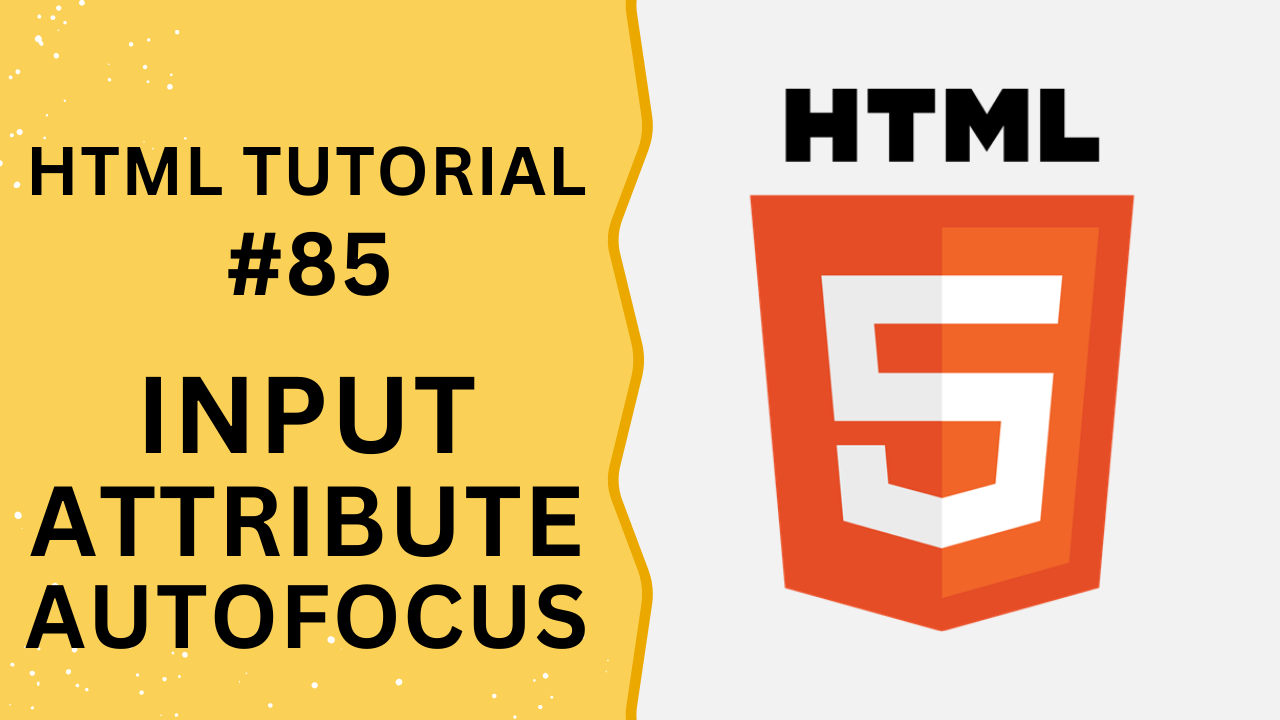 HTML TUTORIAL
#85
INPUT
ATTRIBUTE
AUTOFOCUS
HTML
5